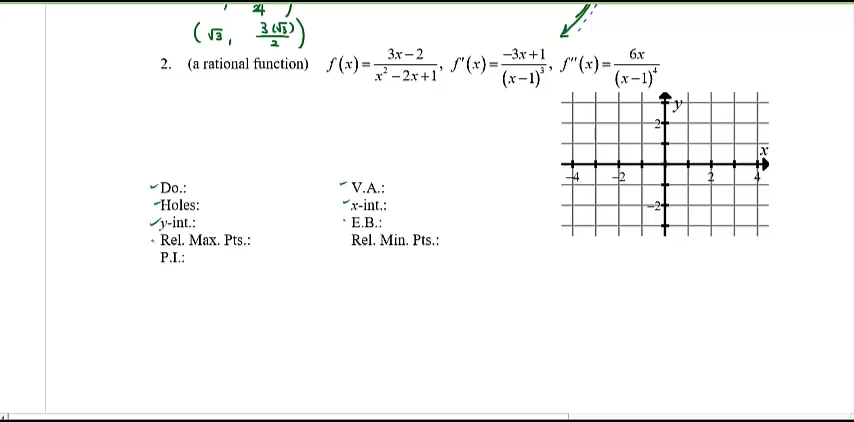 (√3, 3(√3)/2)
2. (a rational function) f(x)=(3x−2)/(x²−2x+1), f′(x)=(−3x+1)/(x−1)³, f″(x)=6x/(x−1)⁴
y
2
x
−4 −2 2 4
−2
Do.: V.A.:
Holes: x-int.:
y-int.: E.B.:
Rel. Max. Pts.: Rel. Min. Pts.:
P.I.: